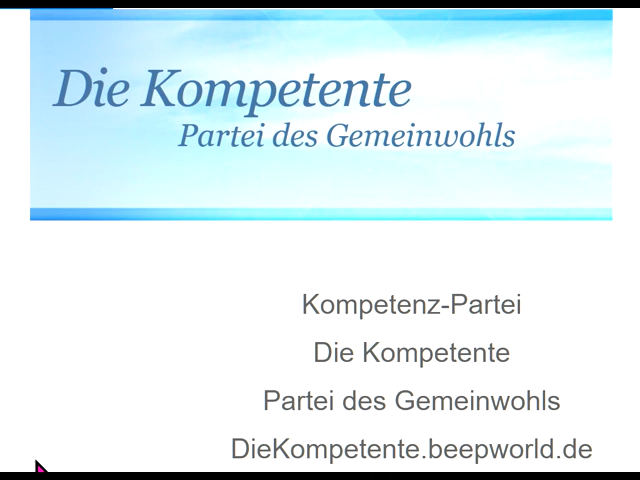 Die Kompetente
Partei des Gemeinwohls
Kompetenz-Partei
Die Kompetente
Partei des Gemeinwohls
DieKompetente.beepworld.de